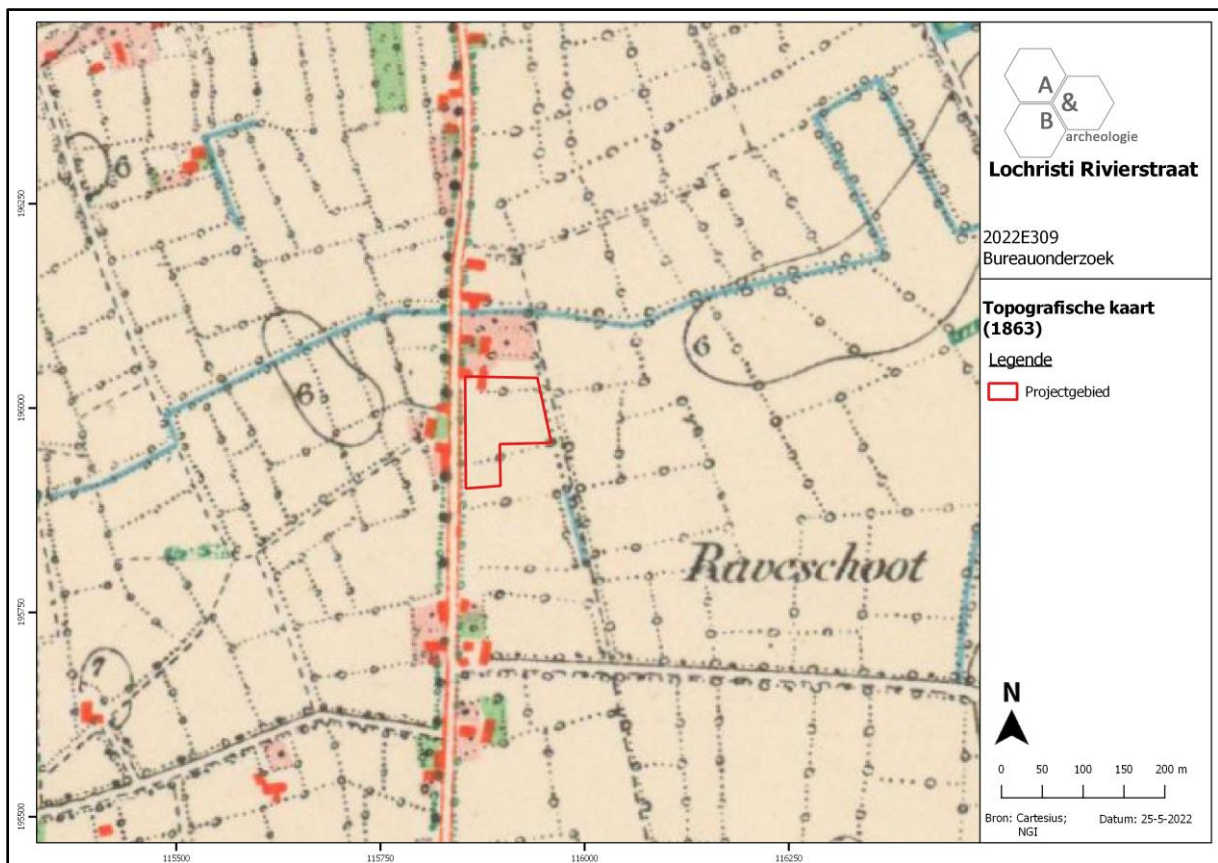 A
&
B
archeologie
Lochristi Rivierstraat
2022E309
Bureauonderzoek
Topografische kaart
(1863)
Legende
Projectgebied
N
0 50 100 150 200 m
Bron: Cartesius;
NGI
Datum: 25-5-2022
6
6
6
7
Raveschoot
196250
196000
195750
195500
115500
115750
116000
116250